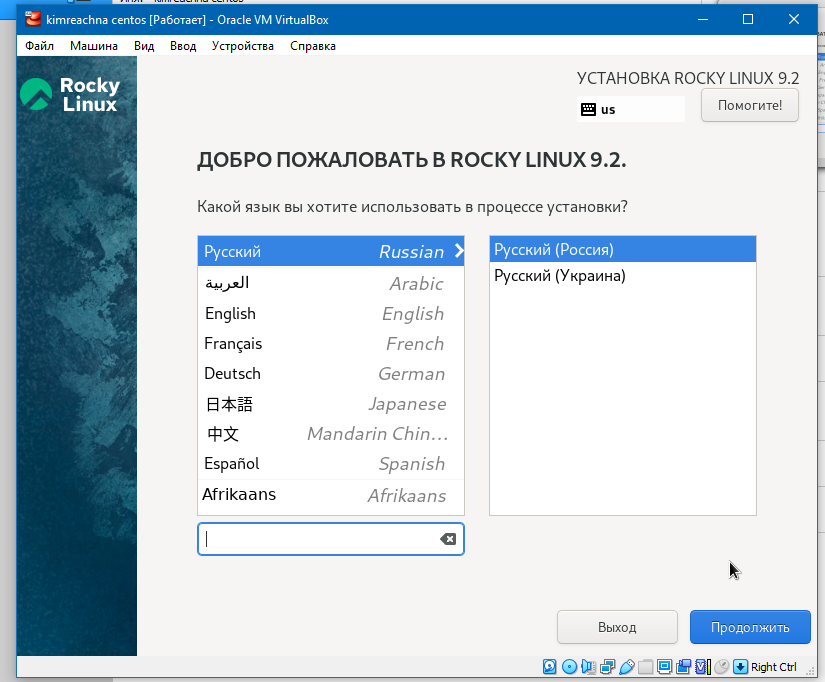 kimreachna centos [Работает] - Oracle VM VirtualBox
Файл Машина Вид Ввод Устройства Справка
Rocky
Linux
УСТАНОВКА ROCKY LINUX 9.2
us
Помогите!
ДОБРО ПОЖАЛОВАТЬ В ROCKY LINUX 9.2.
Какой язык вы хотите использовать в процессе установки?
Русский Russian
العربية Arabic
English English
Français French
Deutsch German
日本語 Japanese
中文 Mandarin Chin…
Español Spanish
Afrikaans Afrikaans
Русский (Россия)
Русский (Украина)
Выход
Продолжить
Right Ctrl